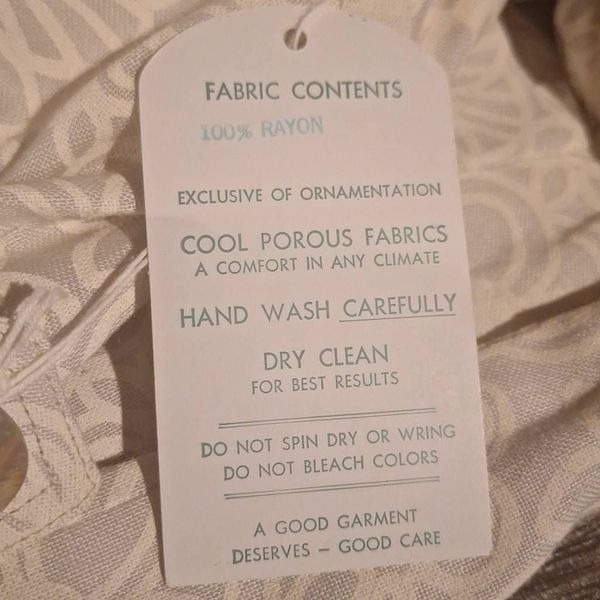 FABRIC CONTENTS
100% RAYON
EXCLUSIVE OF ORNAMENTATION
COOL POROUS FABRICS
A COMFORT IN ANY CLIMATE
HAND WASH CAREFULLY
DRY CLEAN
FOR BEST RESULTS
DO NOT SPIN DRY OR WRING
DO NOT BLEACH COLORS
A GOOD GARMENT
DESERVES – GOOD CARE